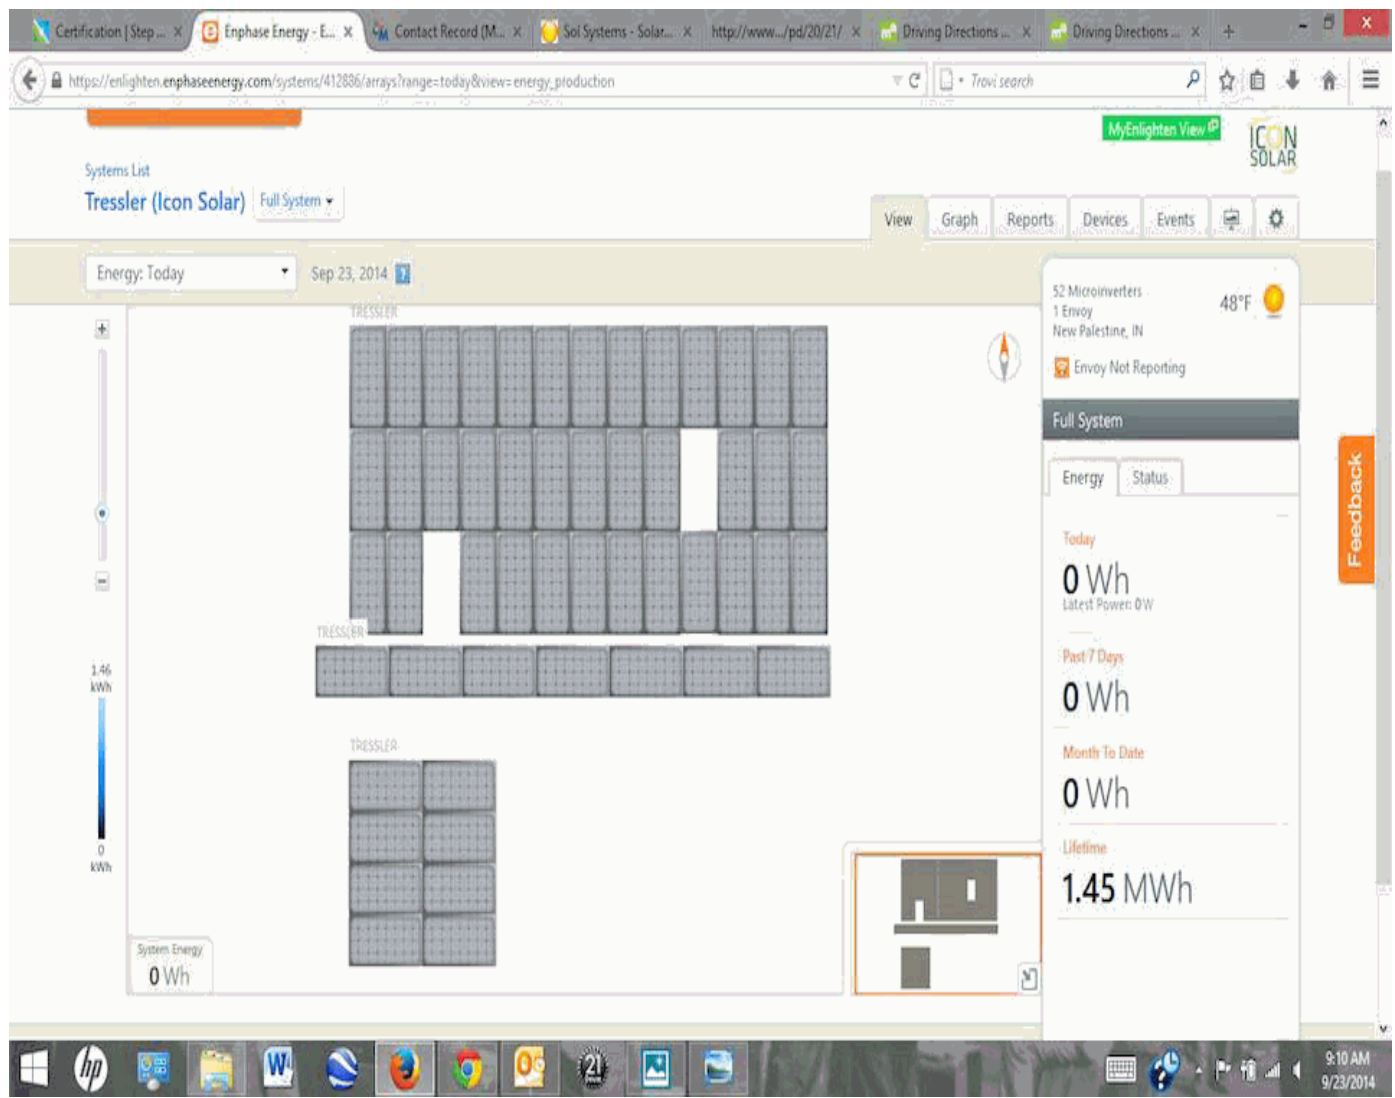 Certification | Step ...
Enphase Energy - E...
Contact Record (M...
Sol Systems - Solar...
http://www.../pd/20/21/
Driving Directions ...
Driving Directions ...
https://enlighten.enphaseenergy.com/systems/412836/arrays?range=today&view=energy_production
Trovi search
MyEnlighten View
ICON
SOLAR
Systems List
Tressler (Icon Solar)
Full System
View
Graph
Reports
Devices
Events
Energy: Today
Sep 23, 2014
?
TRESSLER
52 Microinverters
1 Envoy
New Palestine, IN
48°F
Envoy Not Reporting
Full System
Energy
Status
Feedback
Today
0 Wh
Latest Power: 0W
TRESSLER
Past 7 Days
0 Wh
1.46
kWh
TRESSLER
Month To Date
0 Wh
0
kWh
Lifetime
1.45 MWh
System Energy
0 Wh
hp
21
9:10 AM
9/23/2014